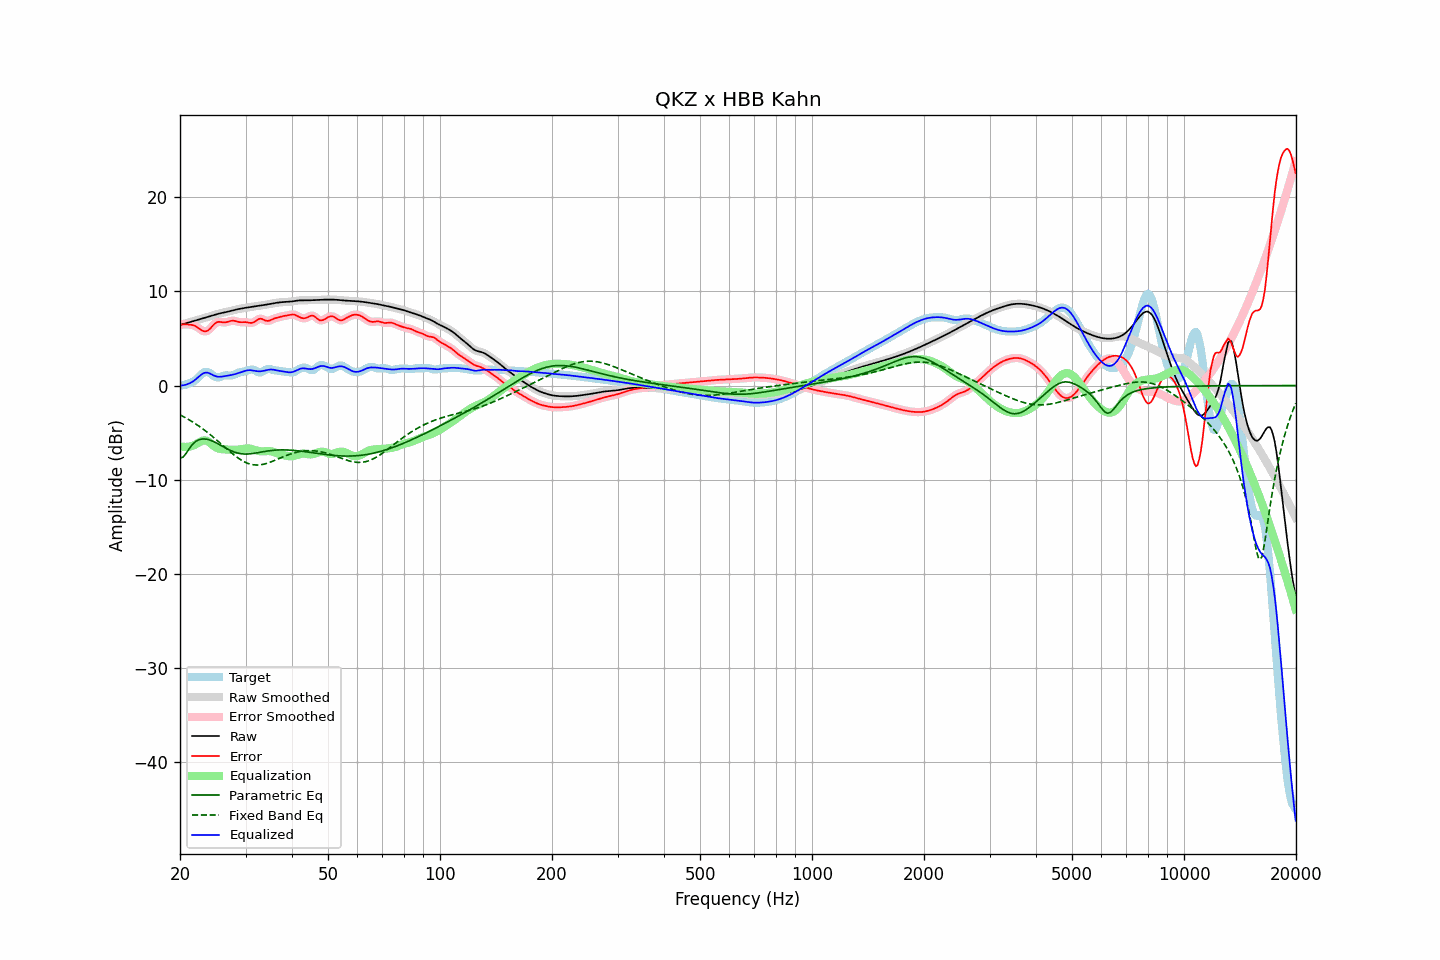 QKZ x HBB Kahn
Amplitude (dBr)
20
10
0
−10
−20
−30
−40
Target
Raw Smoothed
Error Smoothed
Raw
Error
Equalization
Parametric Eq
Fixed Band Eq
Equalized
20 50 100 200 500 1000 2000 5000 10000 20000
Frequency (Hz)